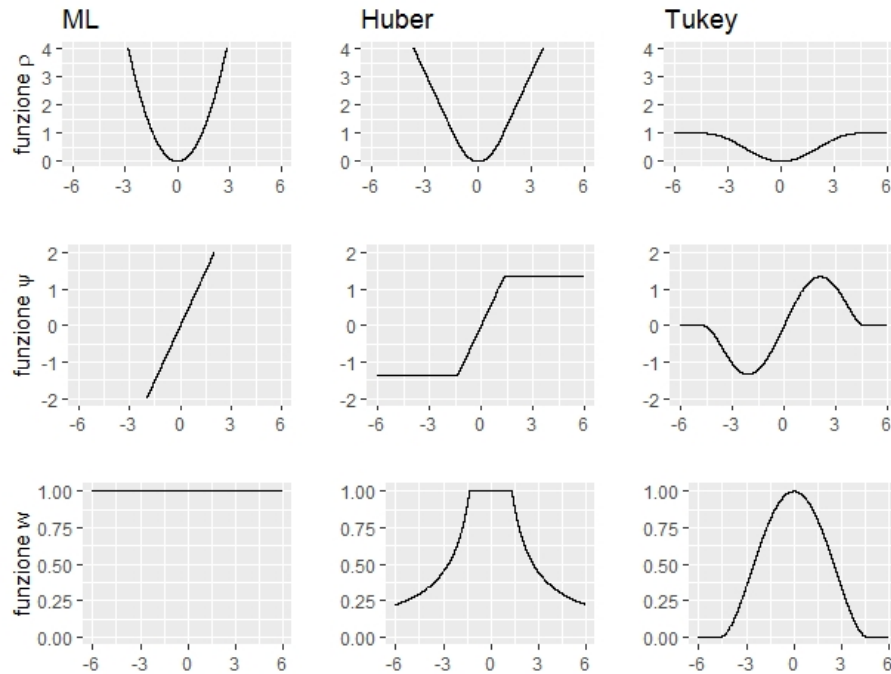 ML Huber Tukey
funzione ρ
4 4 4
3 3 3
2 2 2
1 1 1
0 0 0
-6 -3 0 3 6 -6 -3 0 3 6 -6 -3 0 3 6
funzione ψ
2 2 2
1 1 1
0 0 0
-1 -1 -1
-2 -2 -2
-6 -3 0 3 6 -6 -3 0 3 6 -6 -3 0 3 6
funzione w
1.00 1.00 1.00
0.75 0.75 0.75
0.50 0.50 0.50
0.25 0.25 0.25
0.00 0.00 0.00
-6 -3 0 3 6 -6 -3 0 3 6 -6 -3 0 3 6